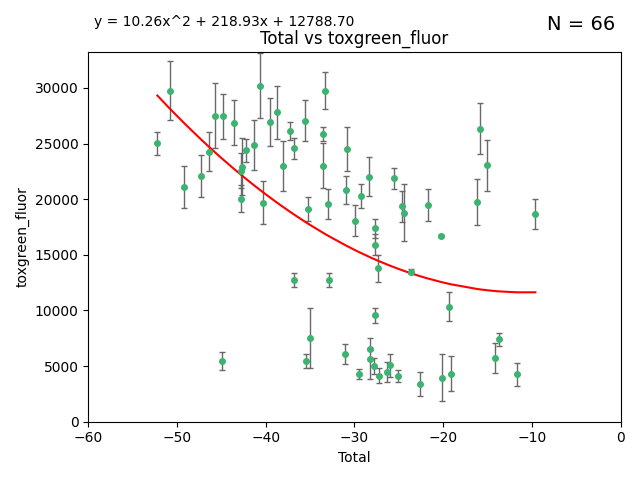 y = 10.26x^2 + 218.93x + 12788.70
N = 66
Total vs toxgreen_fluor
toxgreen_fluor
30000
25000
20000
15000
10000
5000
0
−60
−50
−40
−30
−20
−10
0
Total